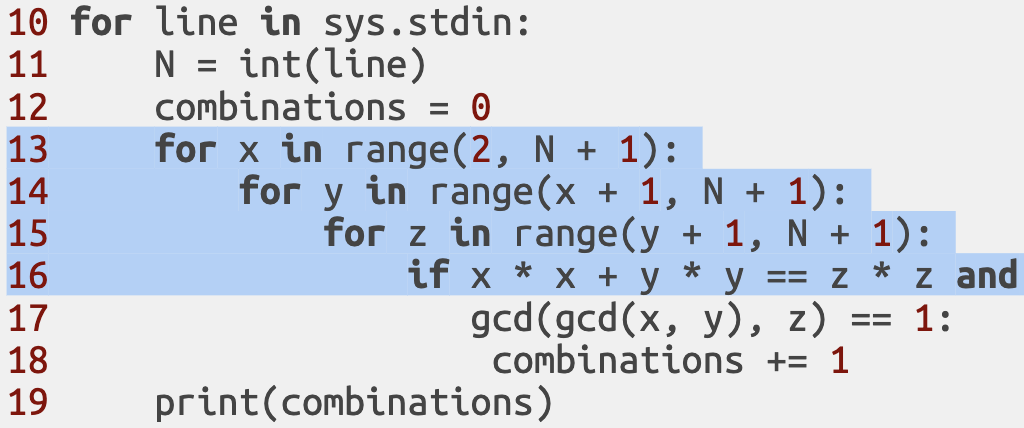 10 for line in sys.stdin:
11     N = int(line)
12     combinations = 0
13     for x in range(2, N + 1):
14         for y in range(x + 1, N + 1):
15             for z in range(y + 1, N + 1):
16                 if x * x + y * y == z * z and
17                    gcd(gcd(x, y), z) == 1:
18                     combinations += 1
19     print(combinations)